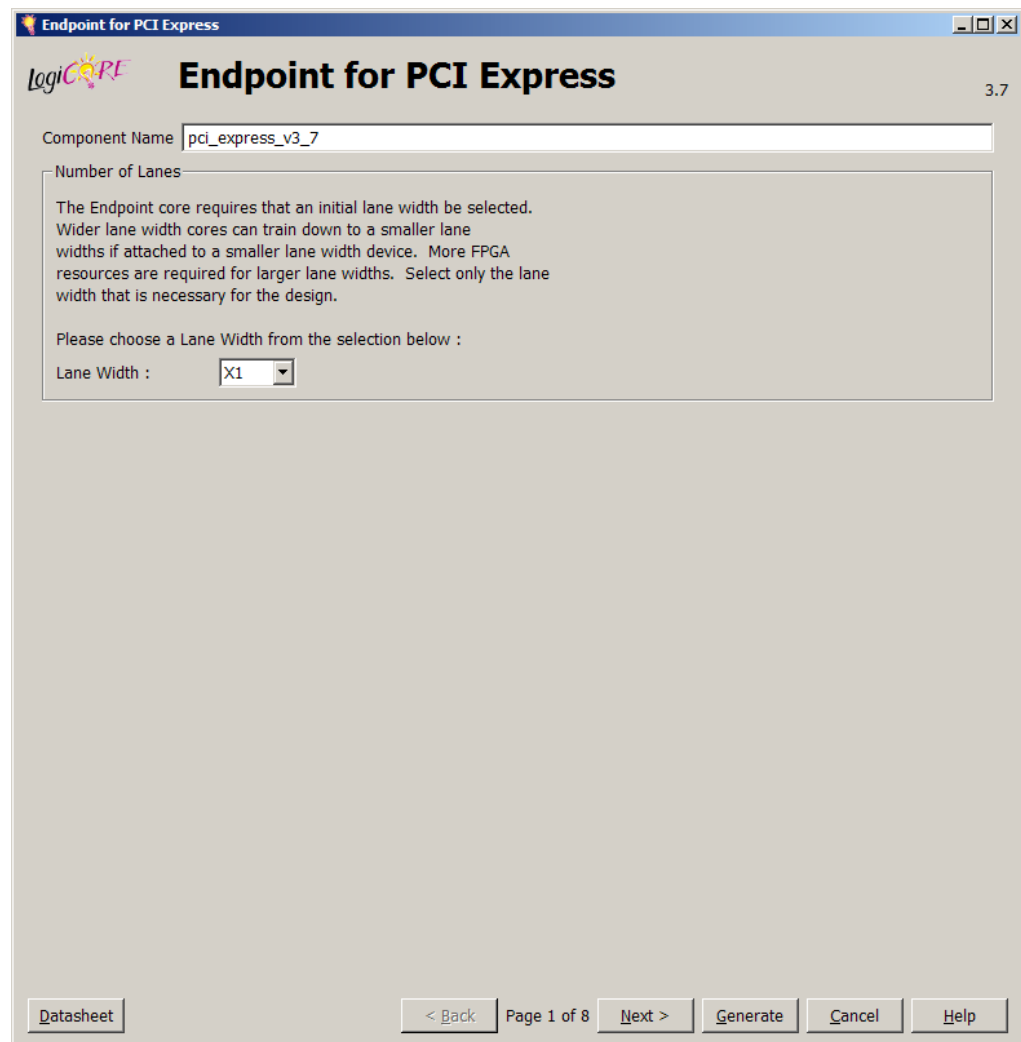 Endpoint for PCI Express
LogiCORE
Endpoint for PCI Express
3.7
Component Name pci_express_v3_7
Number of Lanes
The Endpoint core requires that an initial lane width be selected.
Wider lane width cores can train down to a smaller lane
widths if attached to a smaller lane width device. More FPGA
resources are required for larger lane widths. Select only the lane
width that is necessary for the design.
Please choose a Lane Width from the selection below :
Lane Width : X1
Datasheet < Back Page 1 of 8 Next > Generate Cancel Help